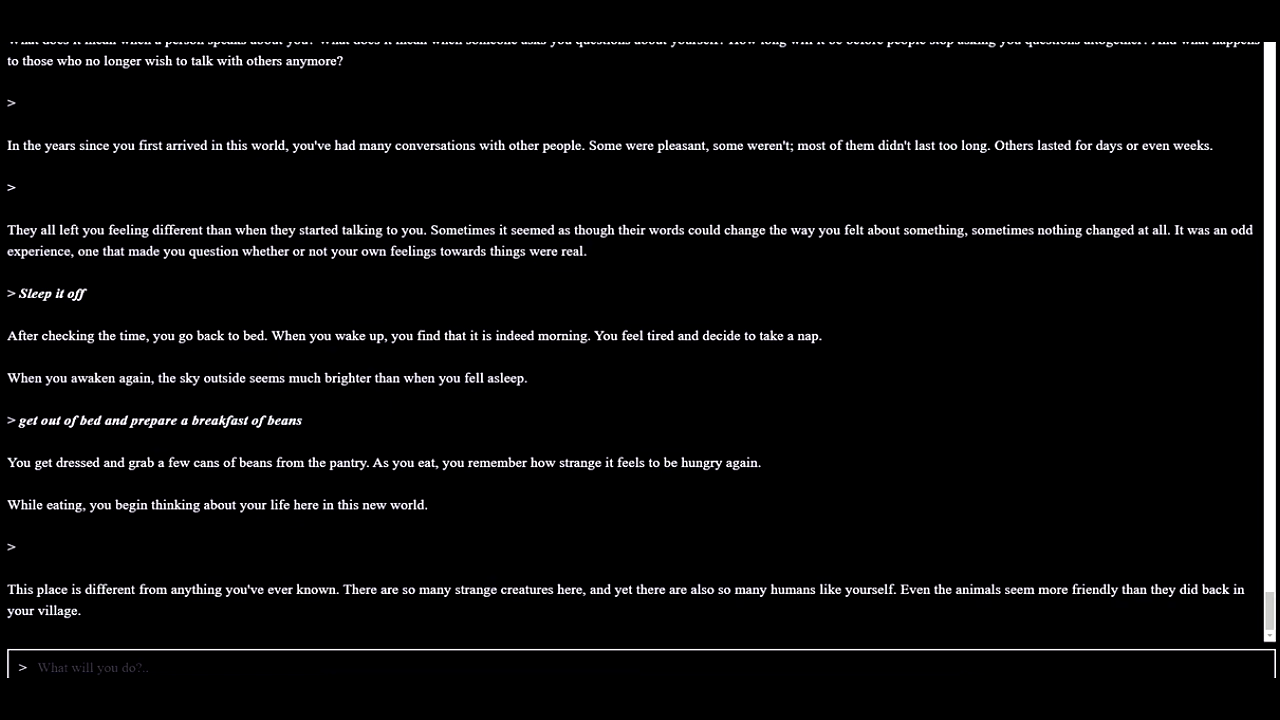 to those who no longer wish to talk with others anymore?
>
In the years since you first arrived in this world, you've had many conversations with other people. Some were pleasant, some weren't; most of them didn't last too long. Others lasted for days or even weeks.
>
They all left you feeling different than when they started talking to you. Sometimes it seemed as though their words could change the way you felt about something, sometimes nothing changed at all. It was an odd
experience, one that made you question whether or not your own feelings towards things were real.
> Sleep it off
After checking the time, you go back to bed. When you wake up, you find that it is indeed morning. You feel tired and decide to take a nap.
When you awaken again, the sky outside seems much brighter than when you fell asleep.
> get out of bed and prepare a breakfast of beans
You get dressed and grab a few cans of beans from the pantry. As you eat, you remember how strange it feels to be hungry again.
While eating, you begin thinking about your life here in this new world.
>
This place is different from anything you've ever known. There are so many strange creatures here, and yet there are also so many humans like yourself. Even the animals seem more friendly than they did back in
your village.
> What will you do?..